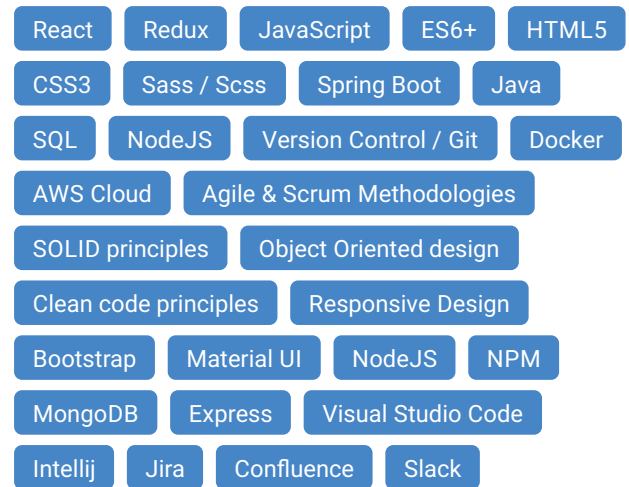 React Redux JavaScript ES6+ HTML5
CSS3 Sass / Scss Spring Boot Java
SQL NodeJS Version Control / Git Docker
AWS Cloud Agile & Scrum Methodologies
SOLID principles Object Oriented design
Clean code principles Responsive Design
Bootstrap Material UI NodeJS NPM
MongoDB Express Visual Studio Code
Intellij Jira Confluence Slack